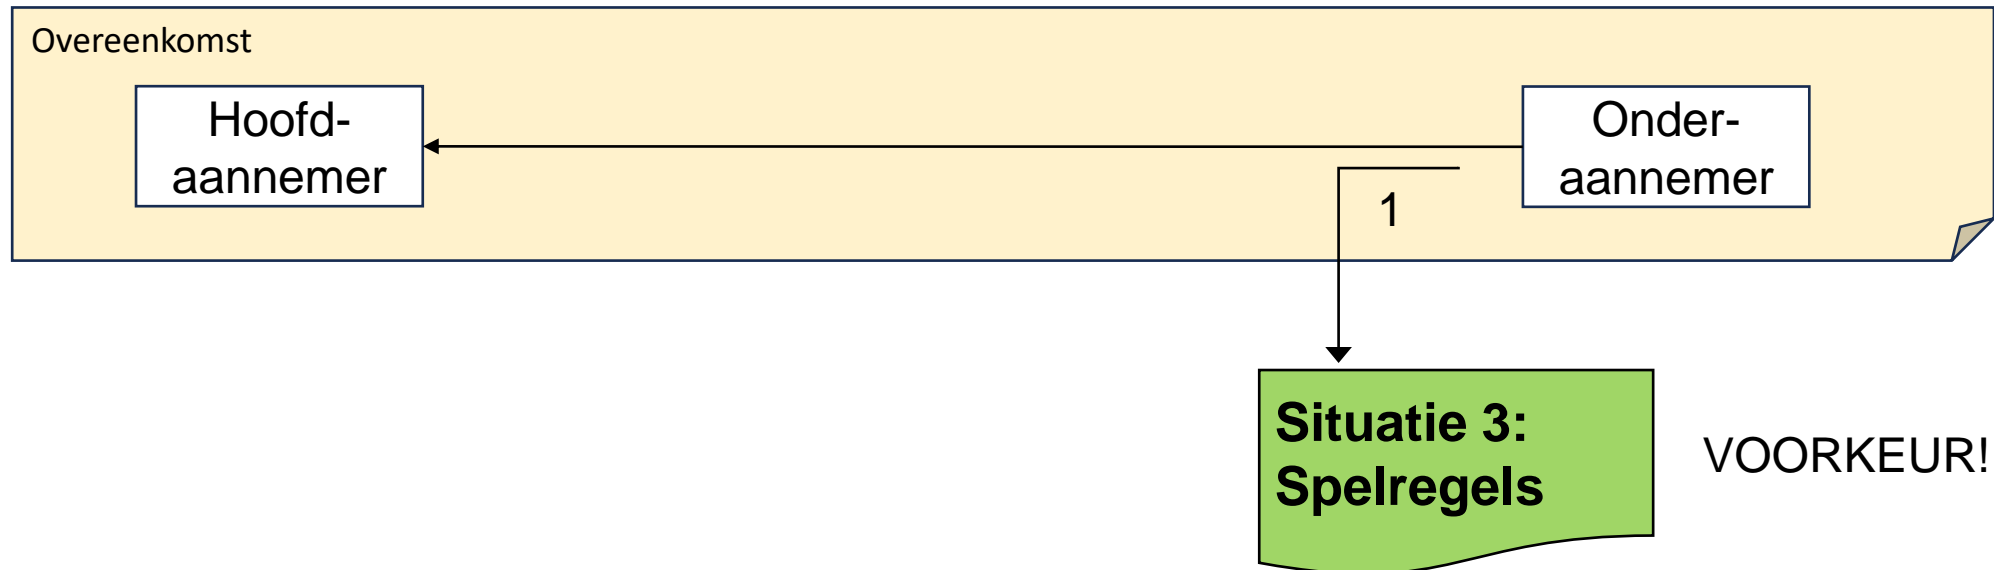 Overeenkomst
Hoofd-
aannemer
Onder-
aannemer
1
Situatie 3:
Spelregels
VOORKEUR!